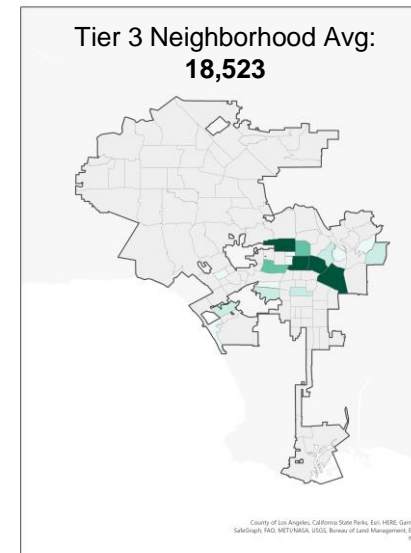 Tier 3 Neighborhood Avg:
18,523
County of Los Angeles, California State Parks, Esri, HERE, Garm
SafeGraph, FAO, METI/NASA, USGS, Bureau of Land Management, E